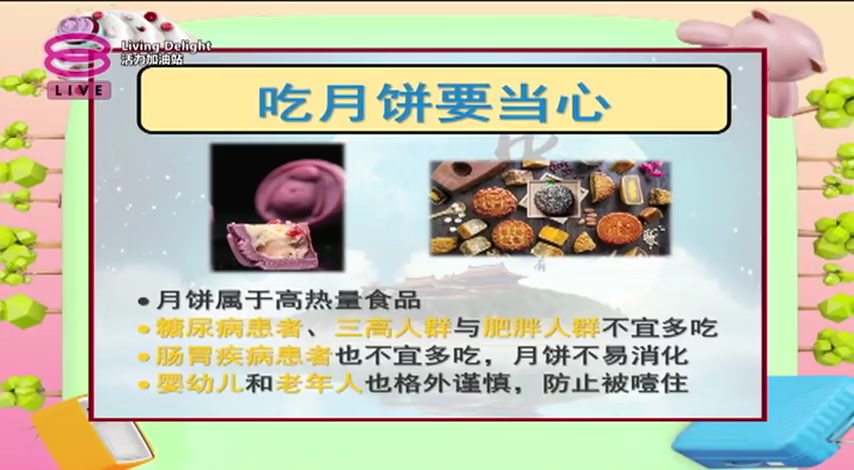 Living Delight
活力加油站
LIVE
吃月饼要当心
月饼属于高热量食品
糖尿病患者、三高人群与肥胖人群不宜多吃
肠胃疾病患者也不宜多吃，月饼不易消化
婴幼儿和老年人也格外谨慎，防止被噎住